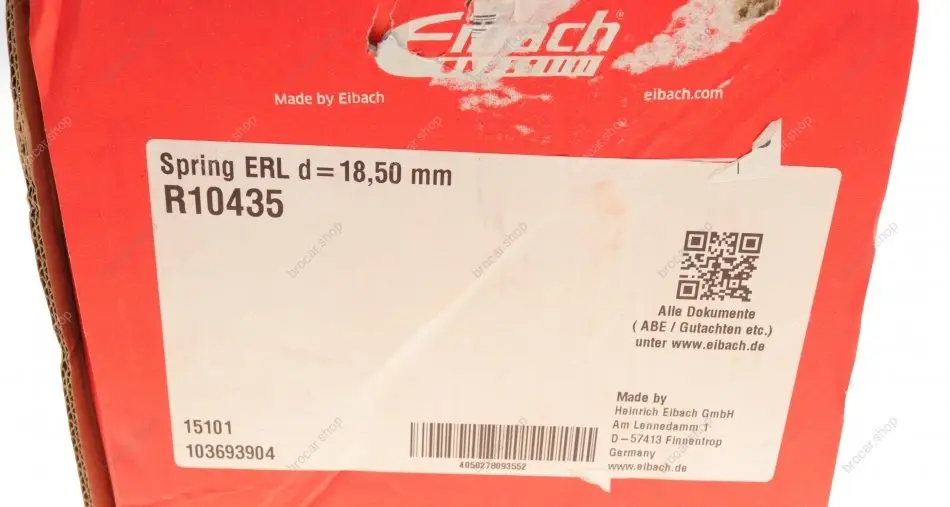 Eibach
Made by Eibach
eibach.com
Spring ERL d=18,50 mm
R10435
Alle Dokumente
( ABE / Gutachten etc.)
unter www.eibach.de
15101
103693904
4050278093552
Made by
Heinrich Eibach GmbH
Am Lennedamm 1
D-57413 Finnentrop
Germany
www.eibach.de
brocar.shop